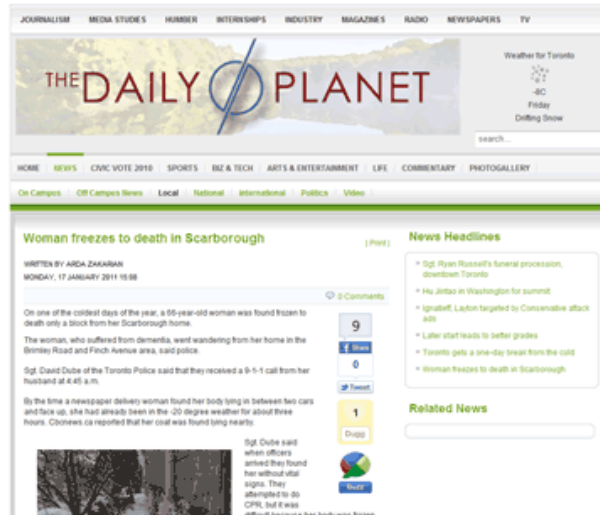 JOURNALISM MEDIA STUDIES HUMBER INTERNSHIPS INDUSTRY MAGAZINES RADIO NEWSPAPERS TV
THE DAILY PLANET
Weather for Toronto
-8C
Friday
Drifting Snow
search...
HOME NEWS CIVIC VOTE 2010 SPORTS BIZ & TECH ARTS & ENTERTAINMENT LIFE COMMENTARY PHOTOGALLERY
On Campus Off Campus News Local National International Politics Video
Woman freezes to death in Scarborough
| Print |
WRITTEN BY ARDA ZAKARIAN
MONDAY, 17 JANUARY 2011 15:58
0 Comments
On one of the coldest days of the year, a 66-year-old woman was found frozen to
death only a block from her Scarborough home.
The woman, who suffered from dementia, went wandering from her home in the
Brimley Road and Finch Avenue area, said police.
Sgt. David Dube of the Toronto Police said that they received a 9-1-1 call from her
husband at 4:45 a.m.
By the time a newspaper delivery woman found her body lying in between two cars
and face up, she had already been in the -20 degree weather for about three
hours. Cbcnews.ca reported that her coat was found lying nearby.
Sgt. Dube said
when officers
arrived they found
her without vital
signs. They
attempted to do
CPR, but it was
difficult because her body was frozen
9
Share
0
Tweet
1
Digg
Buzz
News Headlines
Sgt. Ryan Russell's funeral procession,
downtown Toronto
Hu Jintao in Washington for summit
Ignatieff, Layton targeted by Conservative attack
ads
Later start leads to better grades
Toronto gets a one-day break from the cold
Woman freezes to death in Scarborough
Related News